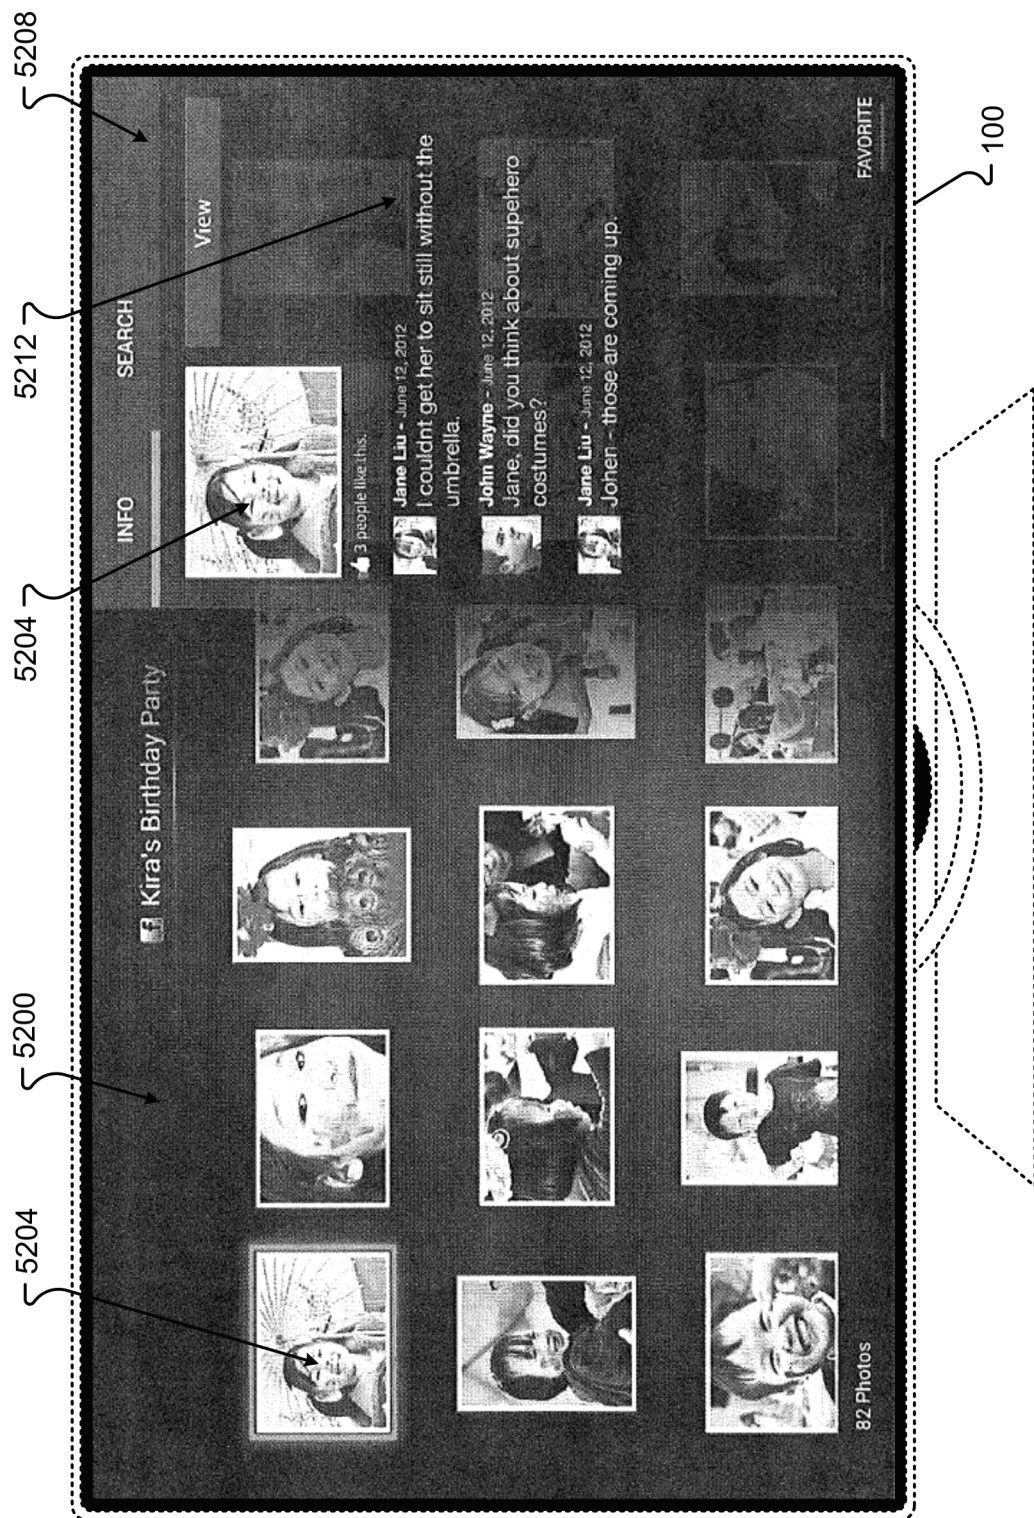 5204
5200
5204
5212
5208
f Kira's Birthday Party
INFO
SEARCH
View
3 people like this.
Jane Liu - June 12, 2012
I couldnt get her to sit still without the
umbrella.
John Wayne - June 12, 2012
Jane, did you think about supehero
costumes?
Jane Liu - June 12, 2012
Johen - those are coming up.
82 Photos
FAVORITE
100